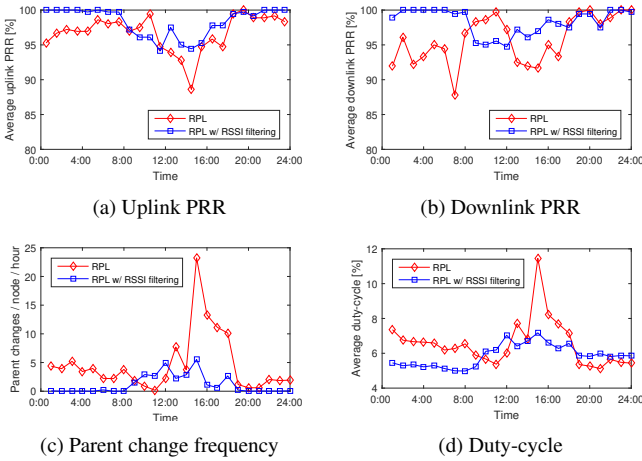 Average uplink PRR [%]
100
95
90
85
80
RPL
RPL w/ RSSI filtering
0:00 4:00 8:00 12:00 16:00 20:00 24:00
Time
(a) Uplink PRR
Average downlink PRR [%]
100
95
90
85
80
RPL
RPL w/ RSSI filtering
0:00 4:00 8:00 12:00 16:00 20:00 24:00
Time
(b) Downlink PRR
Parent changes / node / hour
25
20
15
10
5
0
RPL
RPL w/ RSSI filtering
0:00 4:00 8:00 12:00 16:00 20:00 24:00
Time
(c) Parent change frequency
Average duty-cycle [%]
12
10
8
6
4
RPL
RPL w/ RSSI filtering
0:00 4:00 8:00 12:00 16:00 20:00 24:00
Time
(d) Duty-cycle